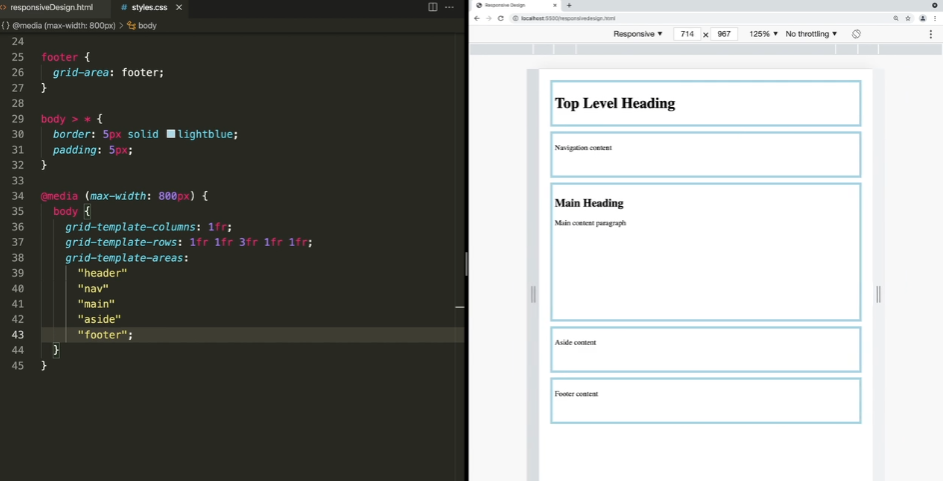 responsiveDesign.html
# styles.css ×
{ } @media (max-width: 800px) > body
24
25 footer {
26 grid-area: footer;
27 }
28
29 body > * {
30 border: 5px solid lightblue;
31 padding: 5px;
32 }
33
34 @media (max-width: 800px) {
35 body {
36 grid-template-columns: 1fr;
37 grid-template-rows: 1fr 1fr 3fr 1fr 1fr;
38 grid-template-areas:
39 "header"
40 "nav"
41 "main"
42 "aside"
43 "footer";
44 }
45 }
Responsive Design
localhost:5500/responsivedesign.html
Responsive ▼ 714 × 967 125% ▼ No throttling ▼
Top Level Heading
Navigation content
Main Heading
Main content paragraph
Aside content
Footer content